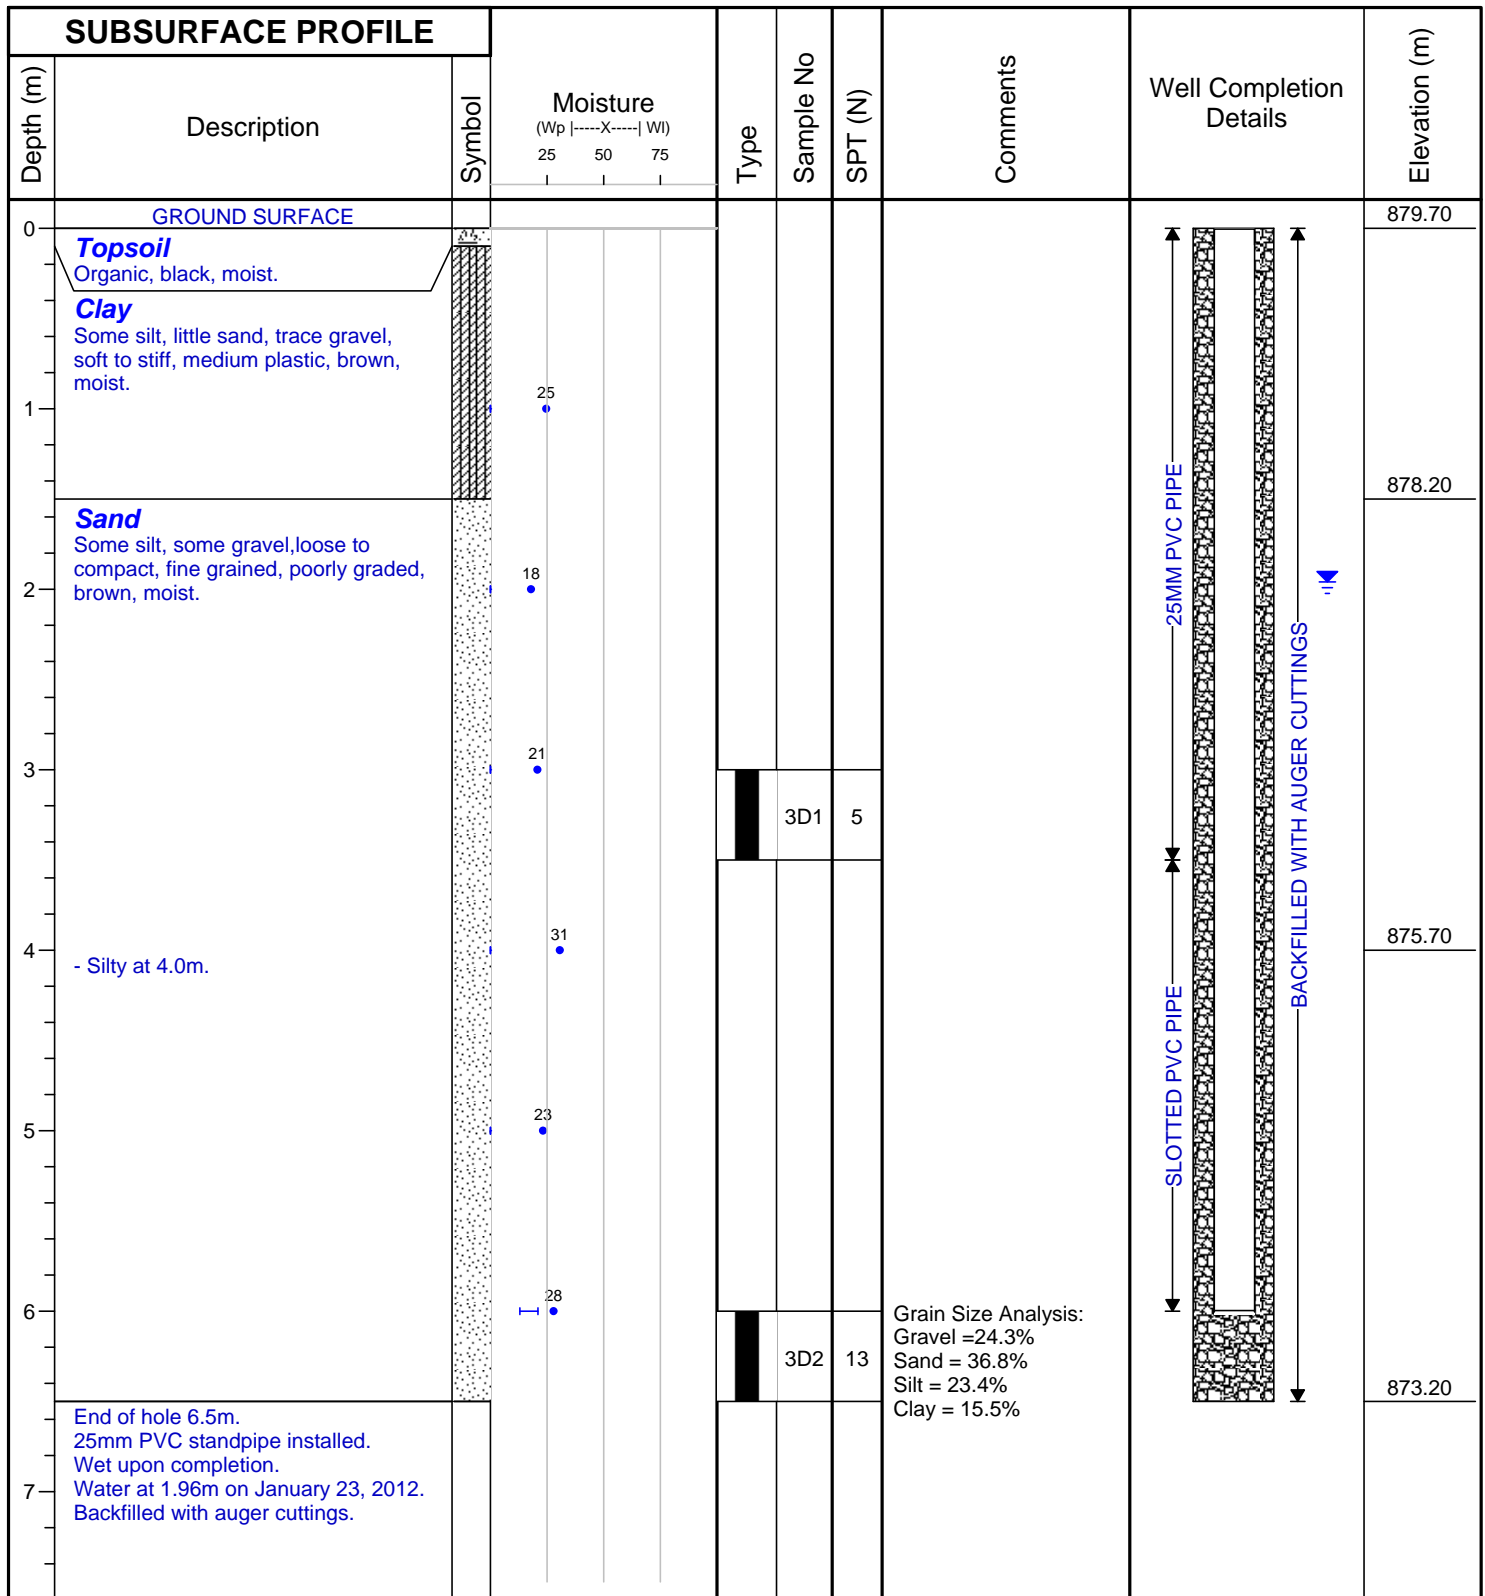 SUBSURFACE PROFILE
Depth (m)
Description
Symbol
Moisture
(Wp |-----X-----| Wl)
25 50 75
Type
Sample No
SPT (N)
Comments
Well Completion
Details
Elevation (m)
GROUND SURFACE
879.70
0
Topsoil
Organic, black, moist.
Clay
Some silt, little sand, trace gravel,
soft to stiff, medium plastic, brown,
moist.
25
1
878.20
Sand
Some silt, some gravel,loose to
compact, fine grained, poorly graded,
brown, moist.
18
2
25MM PVC PIPE
BACKFILLED WITH AUGER CUTTINGS
21
3
3D1 5
31
4
875.70
- Silty at 4.0m.
SLOTTED PVC PIPE
23
5
28
6
3D2 13
Grain Size Analysis:
Gravel =24.3%
Sand = 36.8%
Silt = 23.4%
Clay = 15.5%
873.20
End of hole 6.5m.
25mm PVC standpipe installed.
Wet upon completion.
Water at 1.96m on January 23, 2012.
Backfilled with auger cuttings.
7